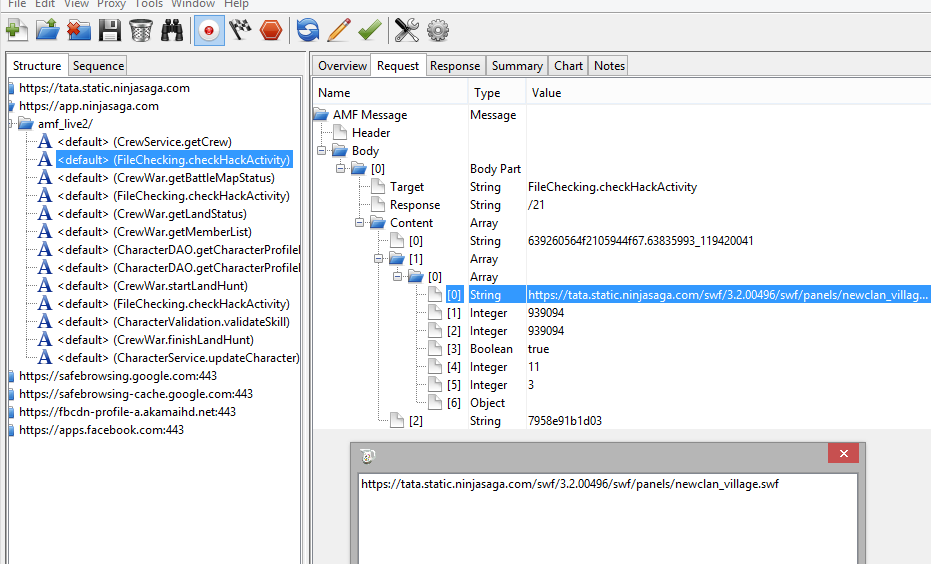 File Edit View Proxy Tools Window Help
Structure Sequence
https://tata.static.ninjasaga.com
https://app.ninjasaga.com
amf_live2/
<default> (CrewService.getCrew)
<default> (FileChecking.checkHackActivity)
<default> (CrewWar.getBattleMapStatus)
<default> (FileChecking.checkHackActivity)
<default> (CrewWar.getLandStatus)
<default> (CrewWar.getMemberList)
<default> (CharacterDAO.getCharacterProfile
<default> (CharacterDAO.getCharacterProfile
<default> (CrewWar.startLandHunt)
<default> (FileChecking.checkHackActivity)
<default> (CharacterValidation.validateSkill)
<default> (CrewWar.finishLandHunt)
<default> (CharacterService.updateCharacter)
https://safebrowsing.google.com:443
https://safebrowsing-cache.google.com:443
https://fbcdn-profile-a.akamaihd.net:443
https://apps.facebook.com:443
Overview Request Response Summary Chart Notes
Name Type Value
AMF Message Message
Header
Body
[0] Body Part
Target String FileChecking.checkHackActivity
Response String /21
Content Array
[0] String 639260564f2105944f67.63835993_119420041
[1] Array
[0] Array
[0] String https://tata.static.ninjasaga.com/swf/3.2.00496/swf/panels/newclan_villag...
[1] Integer 939094
[2] Integer 939094
[3] Boolean true
[4] Integer 11
[5] Integer 3
[6] Object
[2] String 7958e91b1d03
https://tata.static.ninjasaga.com/swf/3.2.00496/swf/panels/newclan_village.swf